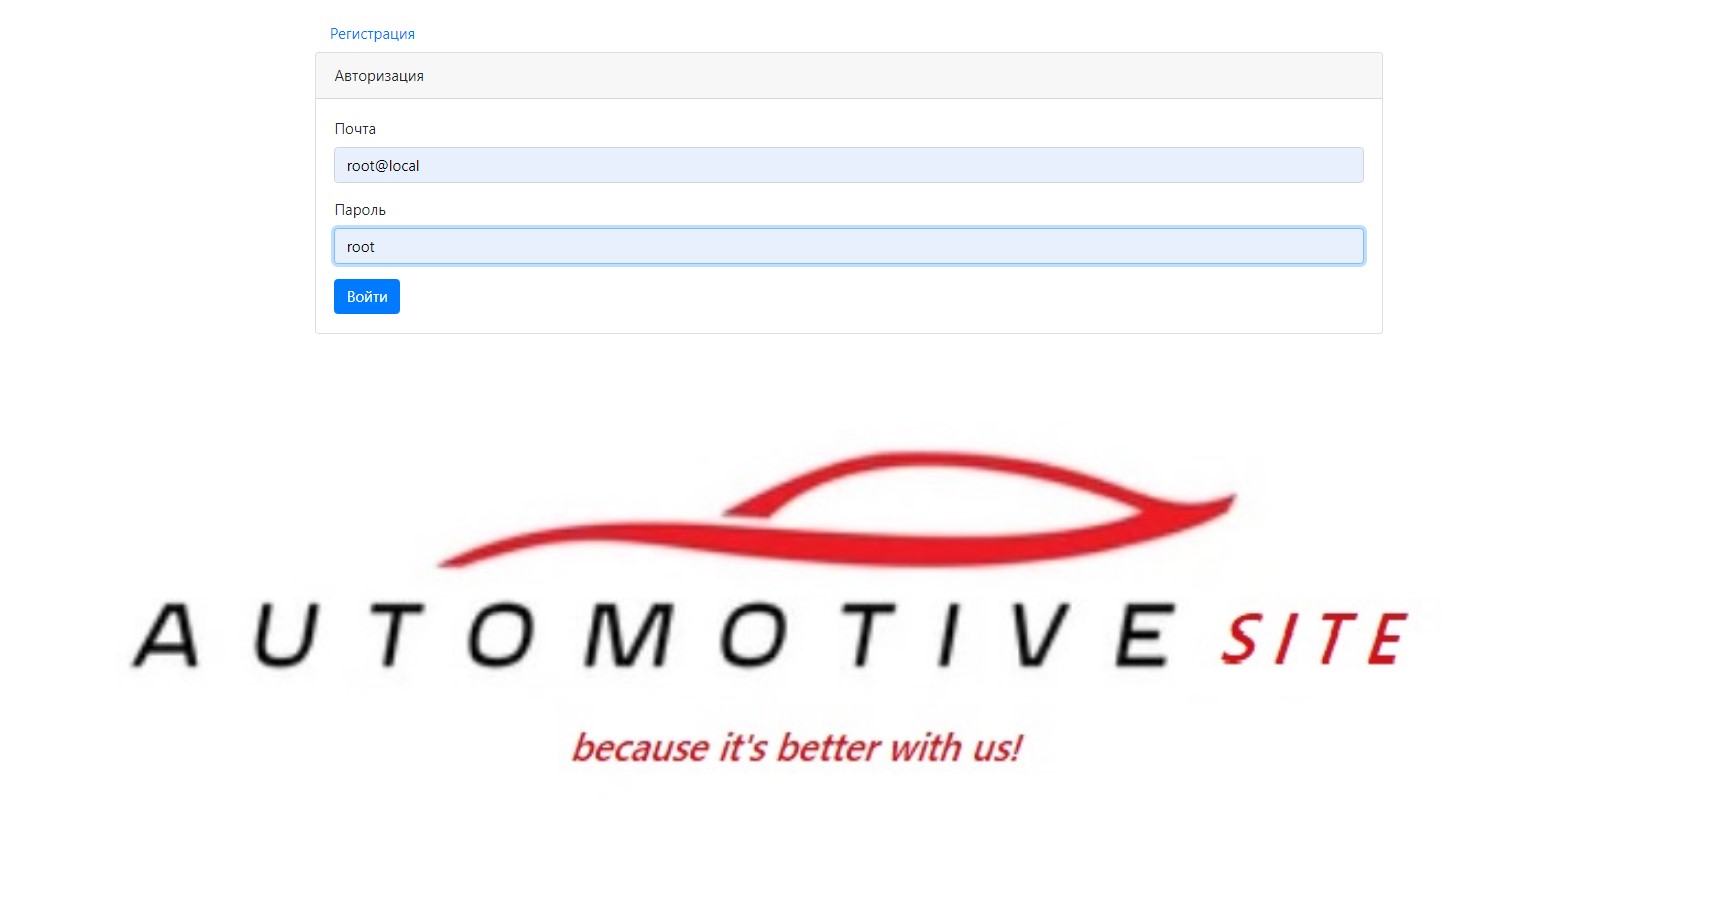 Регистрация
Авторизация
Почта
root@local
Пароль
root
Войти
AUTOMOTIVE SITE
because it's better with us!